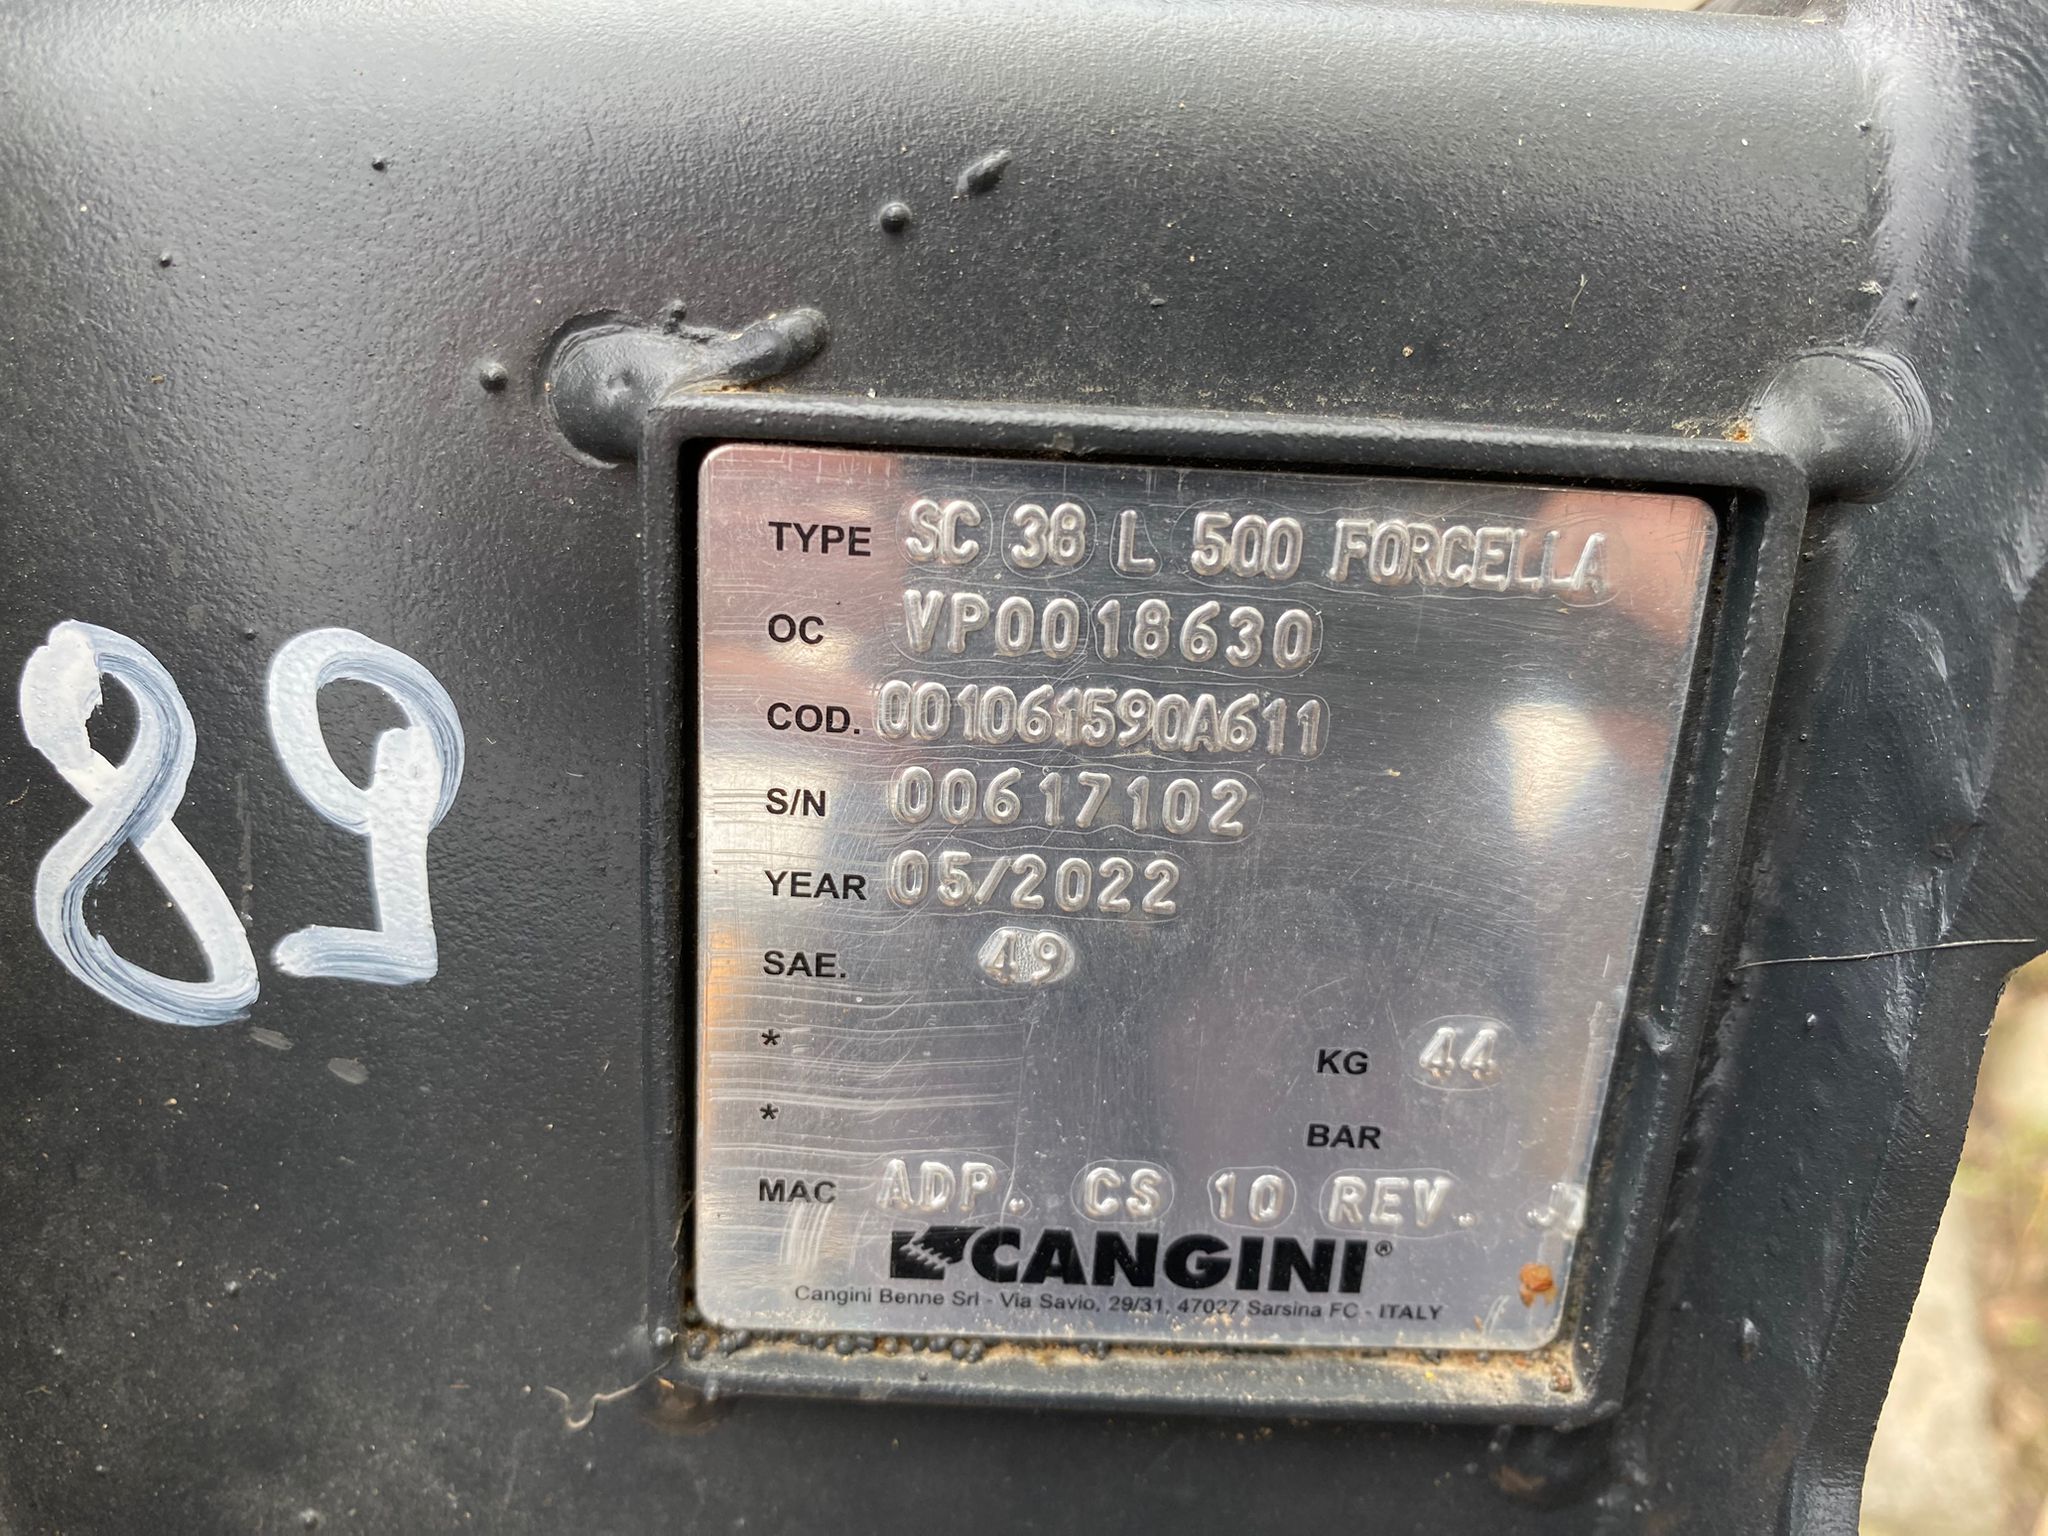 TYPE SC 38 L 500 FORCELLA
OC VP0018630
COD. 001061590A611
S/N 00617102
YEAR 05/2022
SAE. 49
*
KG 44
*
BAR
MAC ADP. CS 10 REV.
CANGINI®
Cangini Benne Srl - Via Savio, 29/31, 47027 Sarsina FC - ITALY